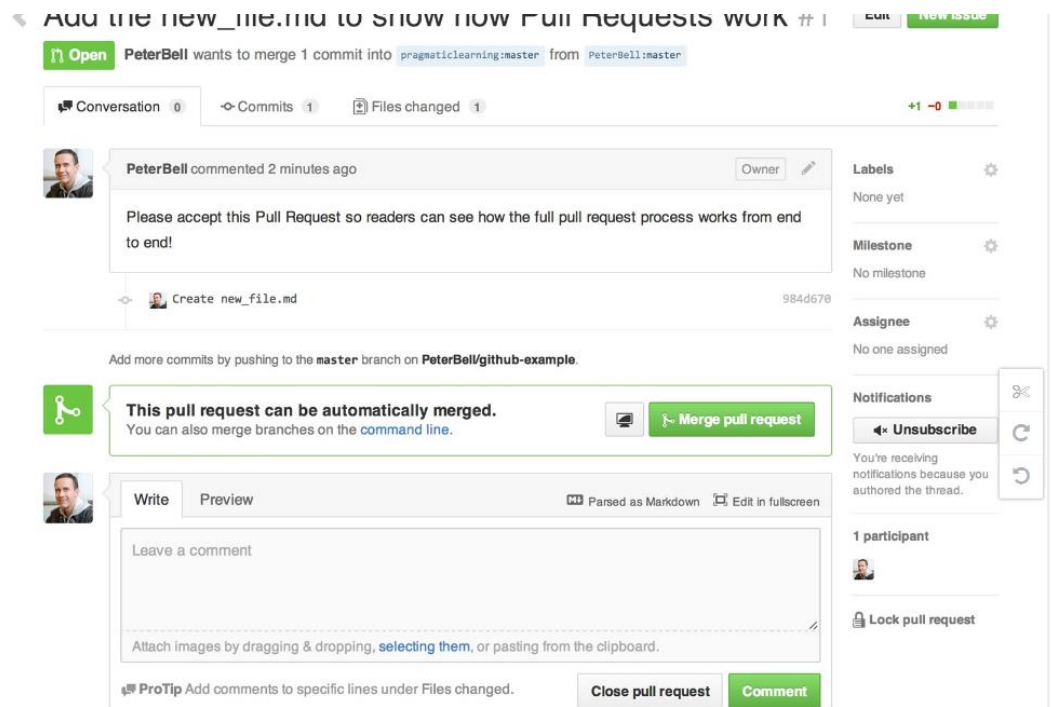 Add the new_file.md to show how Pull Requests work #1
Edit New issue
Open PeterBell wants to merge 1 commit into pragmaticlearning:master from PeterBell:master
Conversation 0 Commits 1 Files changed 1 +1 −0
PeterBell commented 2 minutes ago Owner
Please accept this Pull Request so readers can see how the full pull request process works from end
to end!
Create new_file.md 984d670
Add more commits by pushing to the master branch on PeterBell/github-example.
This pull request can be automatically merged.
You can also merge branches on the command line.
Merge pull request
Write Preview Parsed as Markdown Edit in fullscreen
Leave a comment
Attach images by dragging & dropping, selecting them, or pasting from the clipboard.
ProTip Add comments to specific lines under Files changed.
Close pull request Comment
Labels
None yet
Milestone
No milestone
Assignee
No one assigned
Notifications
Unsubscribe
You're receiving
notifications because you
authored the thread.
1 participant
Lock pull request